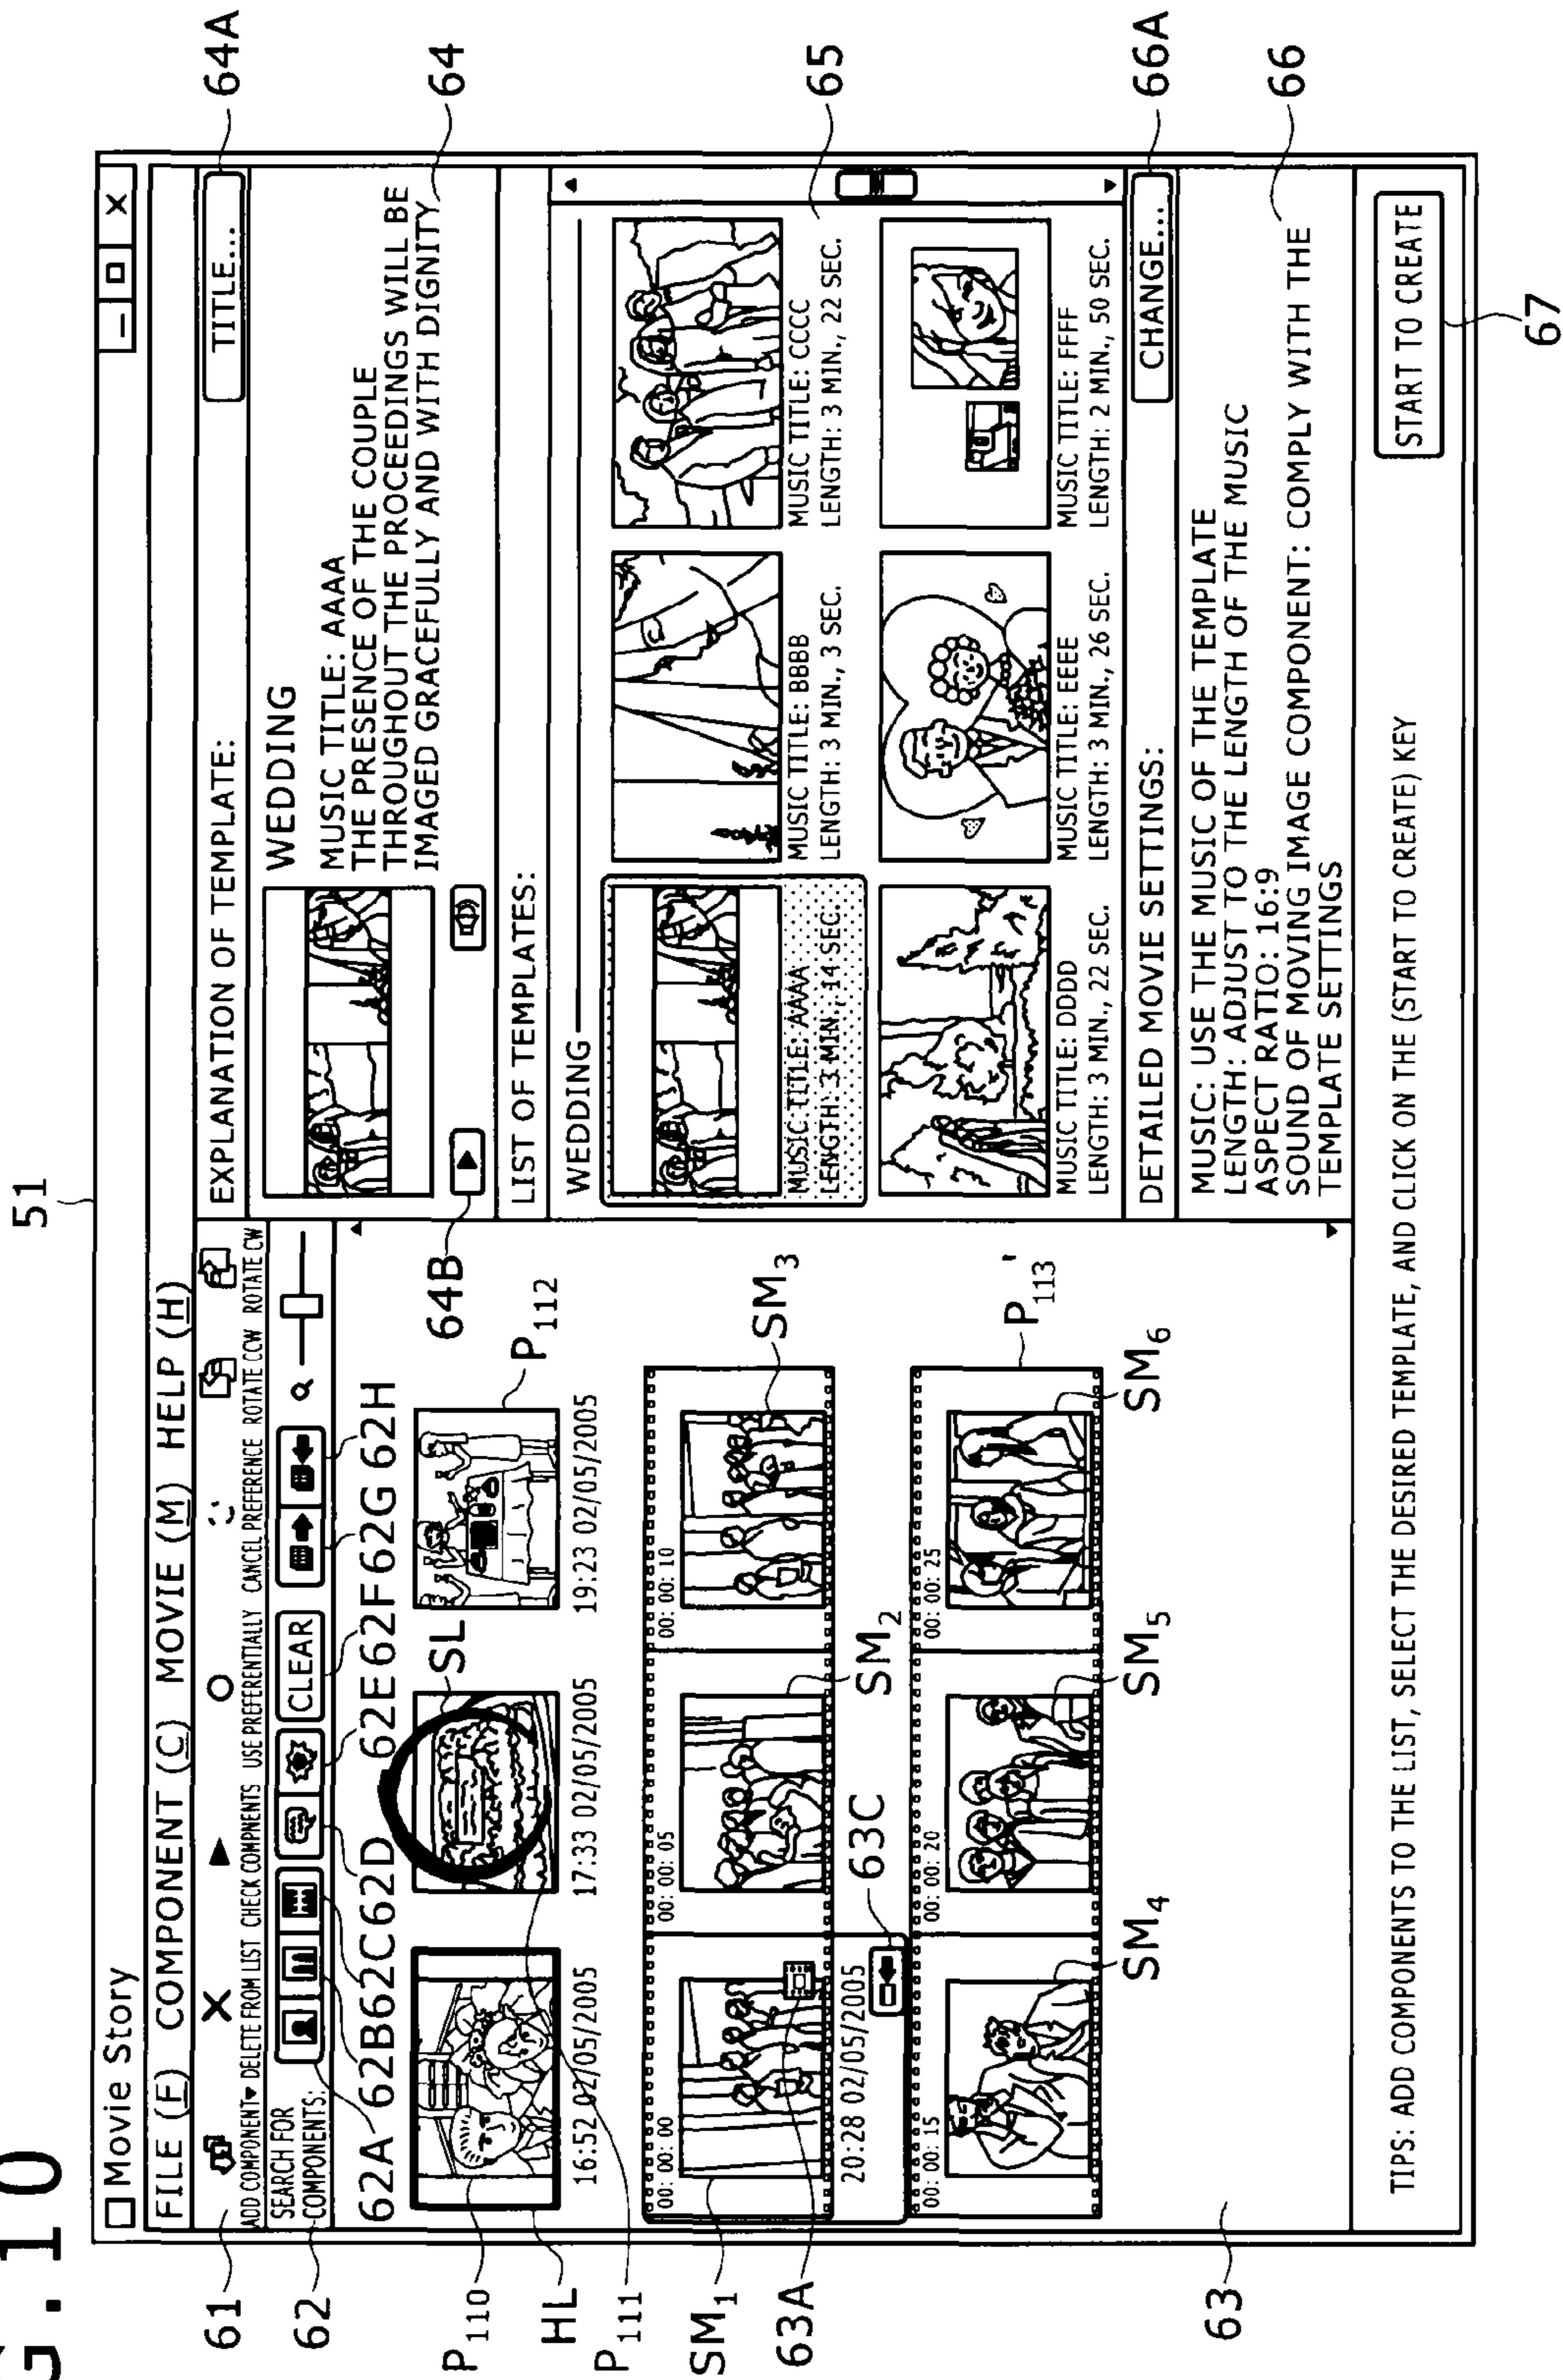 G.10
51
Movie Story
FILE (F) COMPONENT (C) MOVIE (M) HELP (H)
ADD COMPONENT▾ DELETE FROM LIST CHECK COMPNENTS USE PREFERENTIALLY CANCEL PREFERENCE ROTATE CCW ROTATE CW
SEARCH FOR
COMPONENTS:
CLEAR
62A 62B 62C 62D 62E 62F 62G 62H
61
62
P110
HL
P111
SM1
63A
63
SL
P112
16:52 02/05/2005
17:33 02/05/2005
19:23 02/05/2005
00: 00: 00
00: 00: 05
00: 00: 10
SM3
SM2
20:28 02/05/2005
63C
00: 00: 15
00: 00: 20
00: 00: 25
P113'
SM4
SM5
SM6
EXPLANATION OF TEMPLATE:
TITLE...
64A
WEDDING
MUSIC TITLE: AAAA
THE PRESENCE OF THE COUPLE
THROUGHOUT THE PROCEEDINGS WILL BE
IMAGED GRACEFULLY AND WITH DIGNITY
64
64B
LIST OF TEMPLATES:
WEDDING
65
MUSIC TITLE: AAAA
LENGTH: 3 MIN., 14 SEC.
MUSIC TITLE: BBBB
LENGTH: 3 MIN., 3 SEC.
MUSIC TITLE: CCCC
LENGTH: 3 MIN., 22 SEC.
MUSIC TITLE: DDDD
LENGTH: 3 MIN., 22 SEC.
MUSIC TITLE: EEEE
LENGTH: 3 MIN., 26 SEC.
MUSIC TITLE: FFFF
LENGTH: 2 MIN., 50 SEC.
DETAILED MOVIE SETTINGS:
CHANGE...
66A
MUSIC: USE THE MUSIC OF THE TEMPLATE
LENGTH: ADJUST TO THE LENGTH OF THE MUSIC
ASPECT RATIO: 16:9
SOUND OF MOVING IMAGE COMPONENT: COMPLY WITH THE
TEMPLATE SETTINGS
66
TIPS: ADD COMPONENTS TO THE LIST, SELECT THE DESIRED TEMPLATE, AND CLICK ON THE (START TO CREATE) KEY
START TO CREATE
67